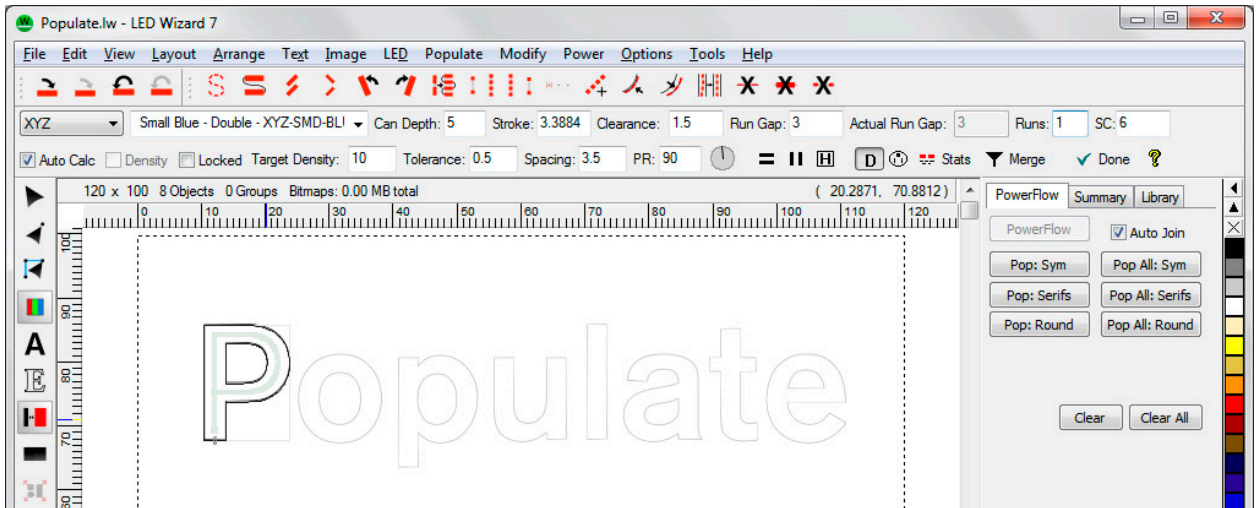 Populate.lw - LED Wizard 7
File Edit View Layout Arrange Text Image LED Populate Modify Power Options Tools Help
XYZ Small Blue - Double - XYZ-SMD-BL Can Depth: 5 Stroke: 3.3884 Clearance: 1.5 Run Gap: 3 Actual Run Gap: 3 Runs: 1 SC: 6
Auto Calc Density Locked Target Density: 10 Tolerance: 0.5 Spacing: 3.5 PR: 90 H D Stats Merge Done
120 x 100 8 Objects 0 Groups Bitmaps: 0.00 MB total ( 20.2871, 70.8812)
PowerFlow Summary Library
0 10 20 30 40 50 60 70 80 90 100 110 120
PowerFlow Auto Join
Pop: Sym Pop All: Sym
Pop: Serifs Pop All: Serifs
Pop: Round Pop All: Round
Clear Clear All
100
90
80
70
60
A
E
Populate